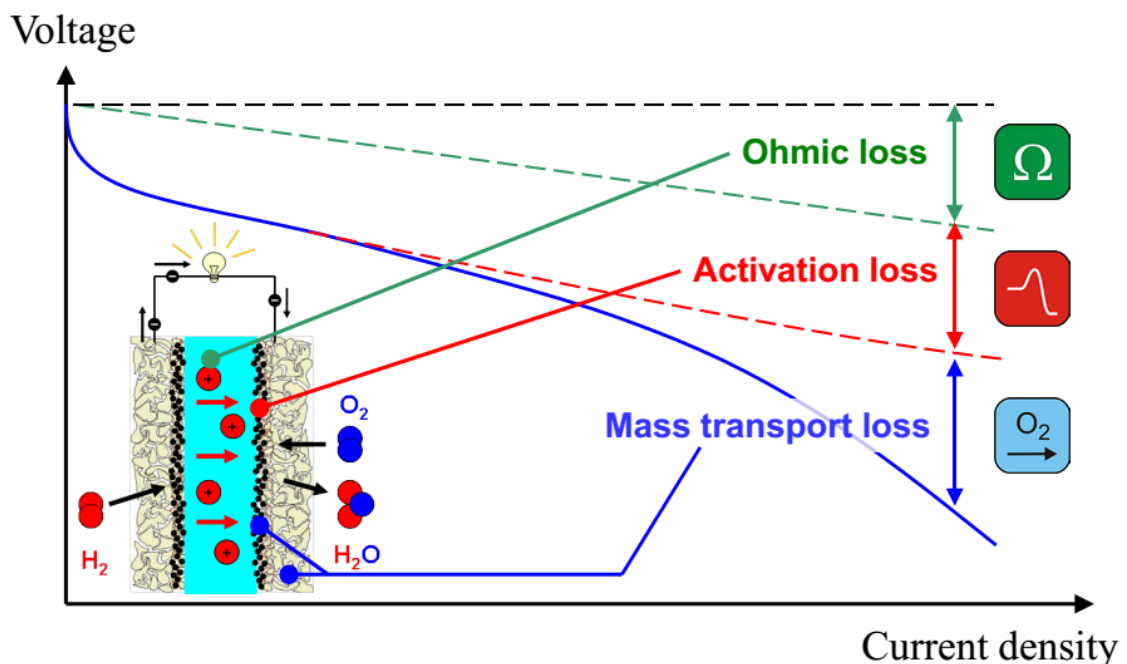 Voltage
Ohmic loss
Ω
Activation loss
Mass transport loss
O₂
O₂
H₂
H₂O
+
+
+
+
Current density